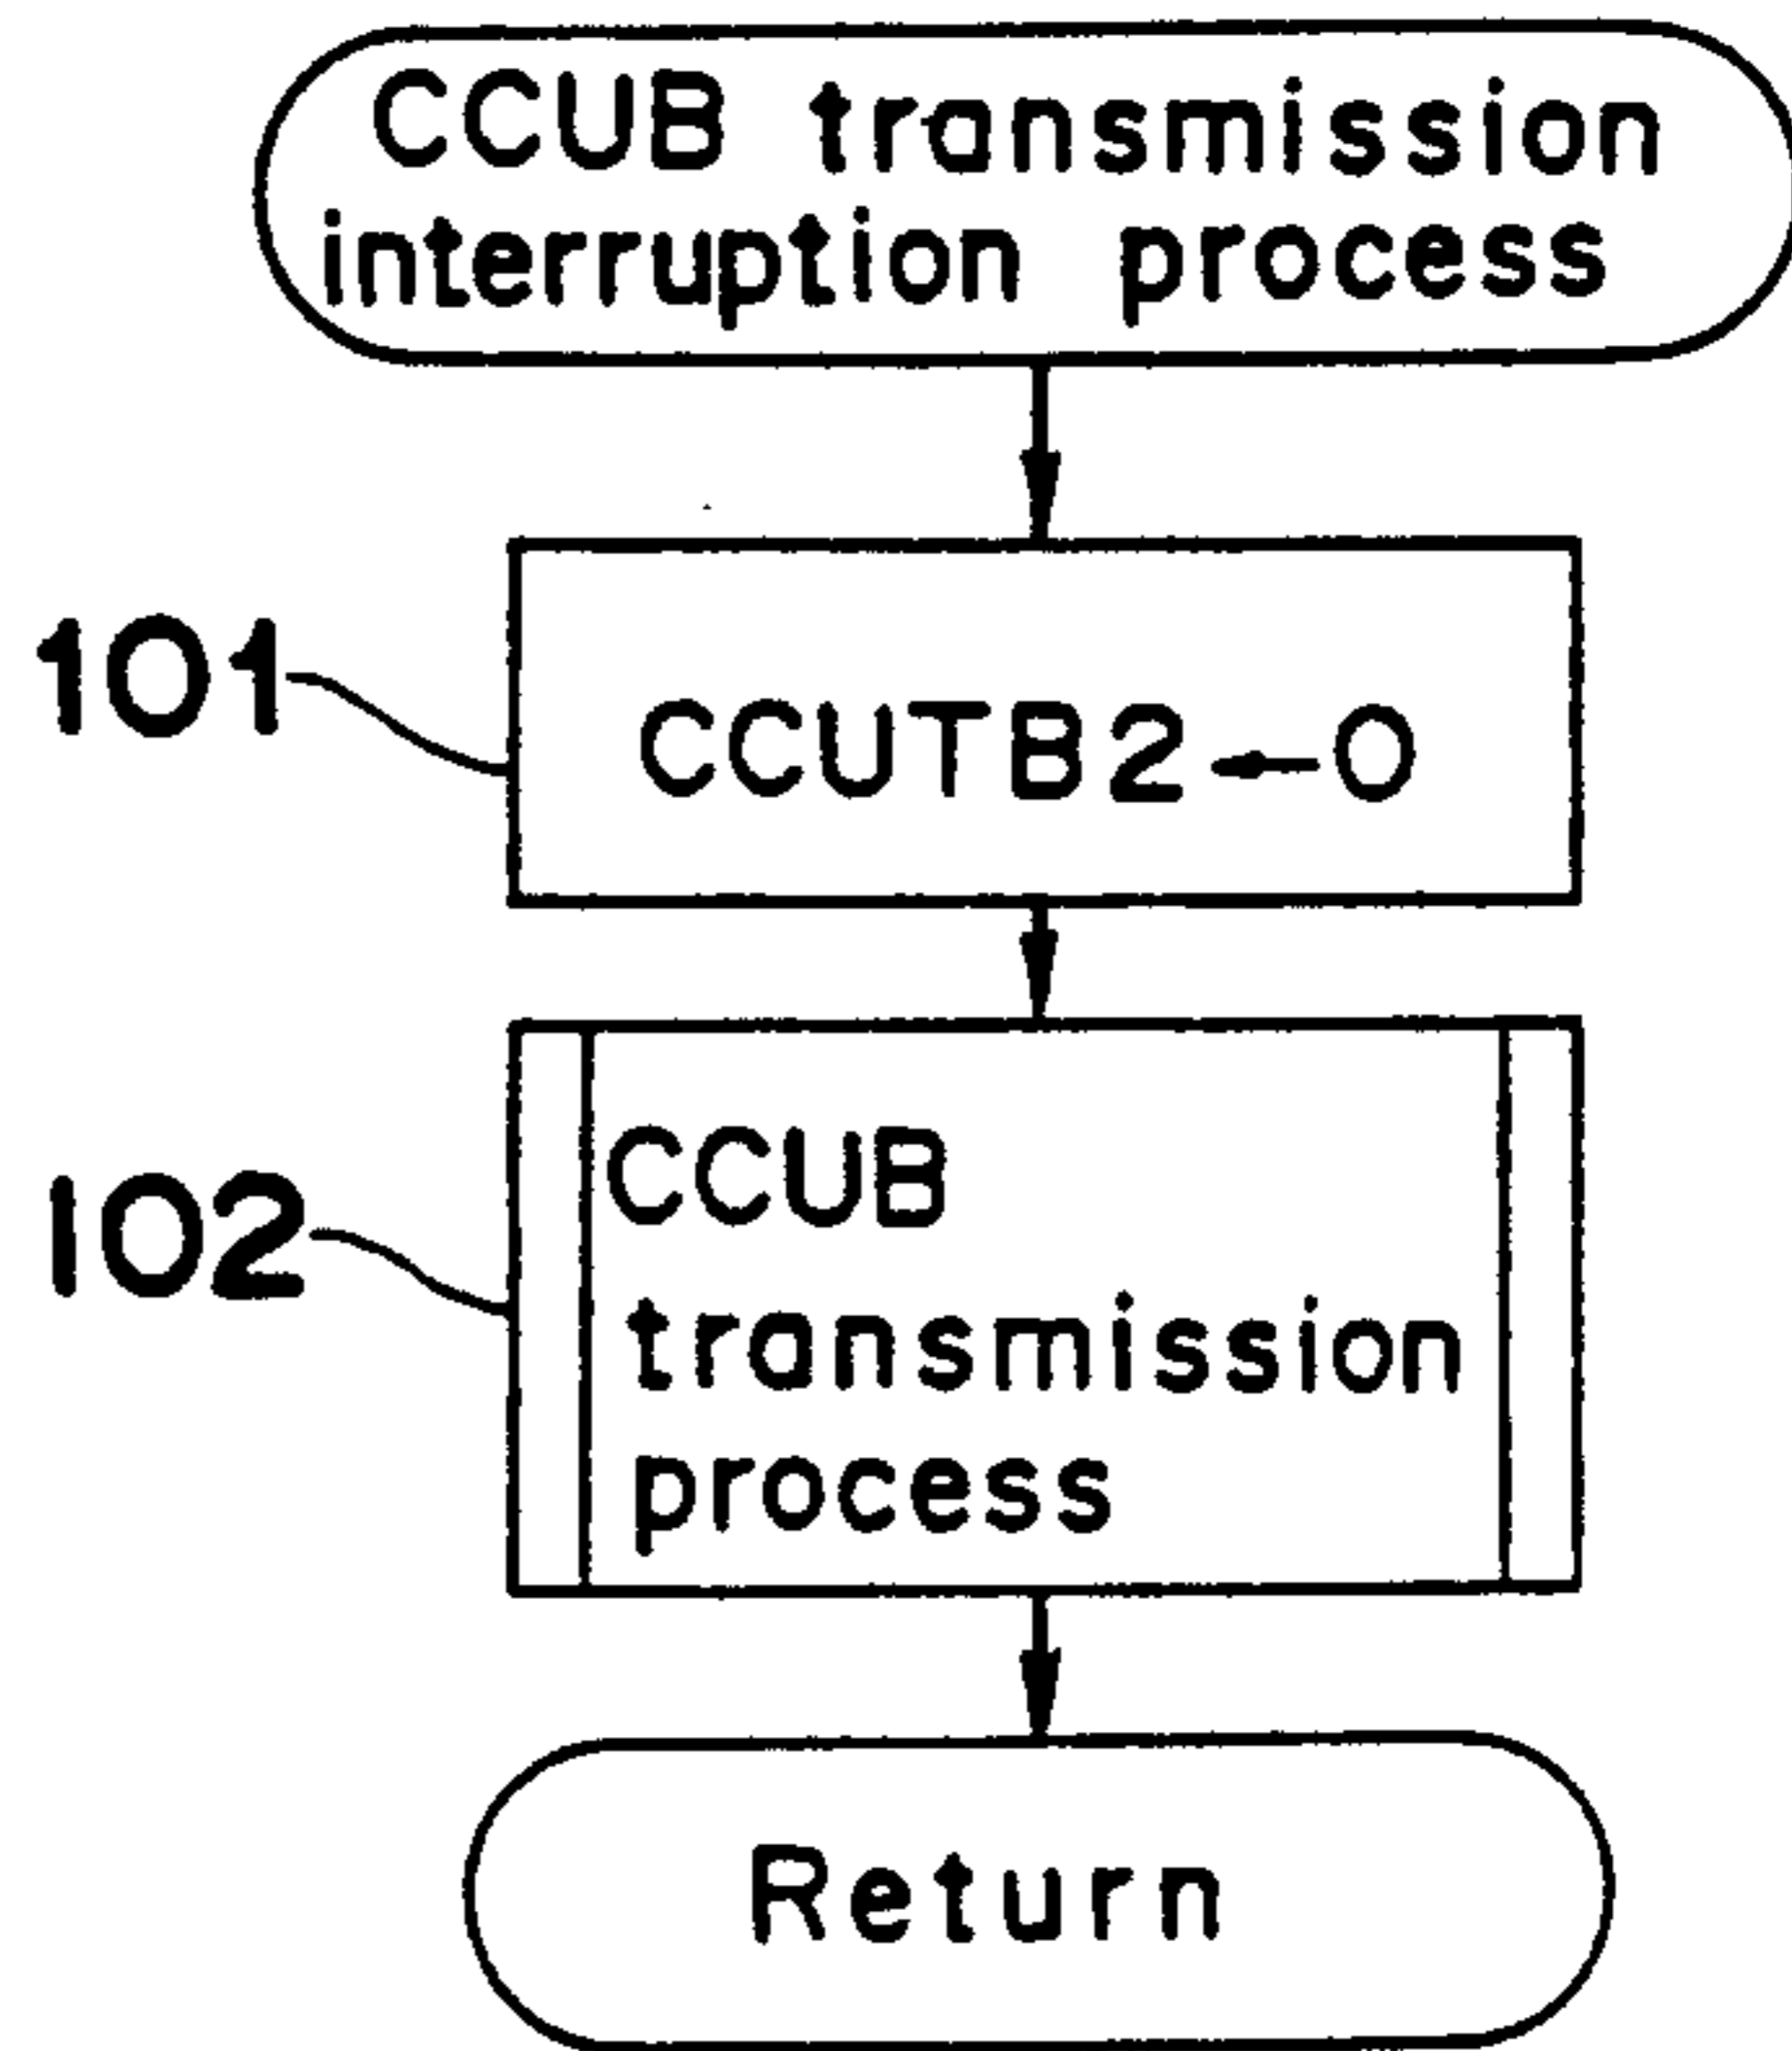 CCUB transmission
interruption process
101
CCUTB2←0
102
CCUB
transmission
process
Return